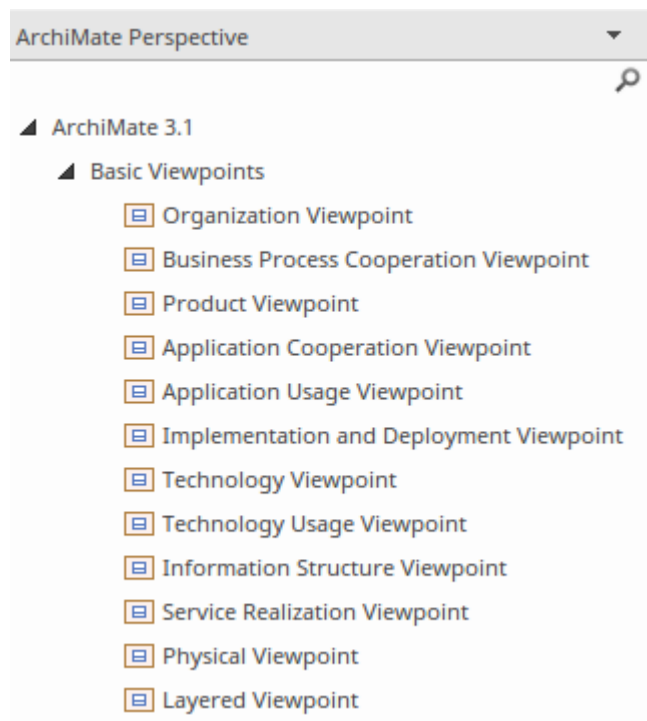 ArchiMate Perspective
ArchiMate 3.1
Basic Viewpoints
Organization Viewpoint
Business Process Cooperation Viewpoint
Product Viewpoint
Application Cooperation Viewpoint
Application Usage Viewpoint
Implementation and Deployment Viewpoint
Technology Viewpoint
Technology Usage Viewpoint
Information Structure Viewpoint
Service Realization Viewpoint
Physical Viewpoint
Layered Viewpoint